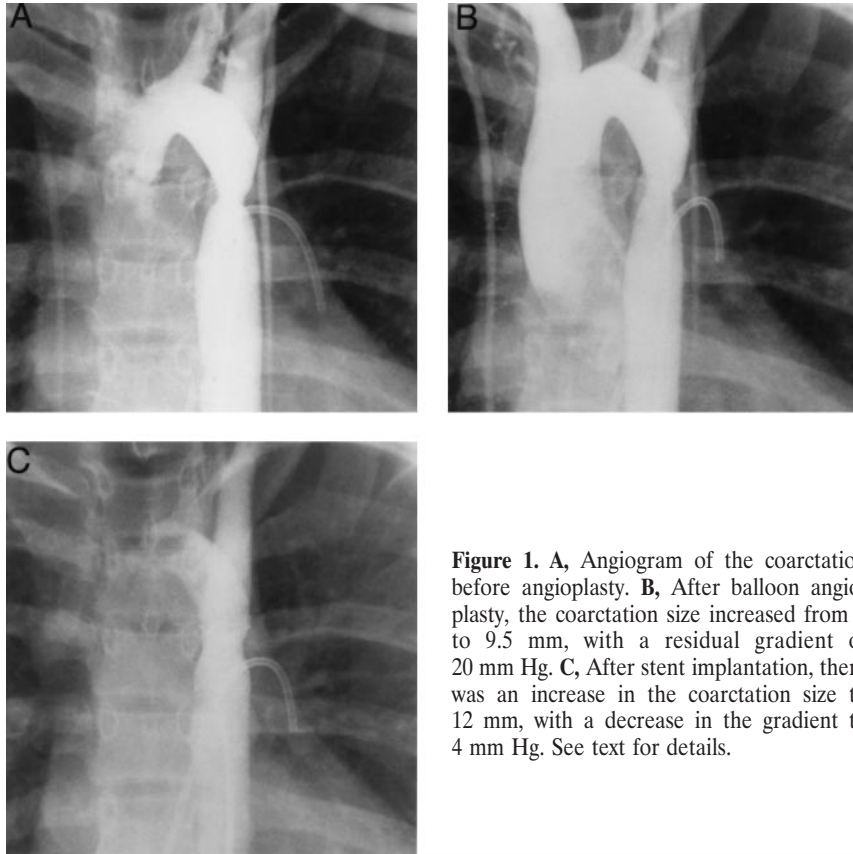 A
B
C
Figure 1. A, Angiogram of the coarctation
before angioplasty. B, After balloon angio-
plasty, the coarctation size increased from
to 9.5 mm, with a residual gradient o
20 mm Hg. C, After stent implantation, ther
was an increase in the coarctation size t
12 mm, with a decrease in the gradient t
4 mm Hg. See text for details.